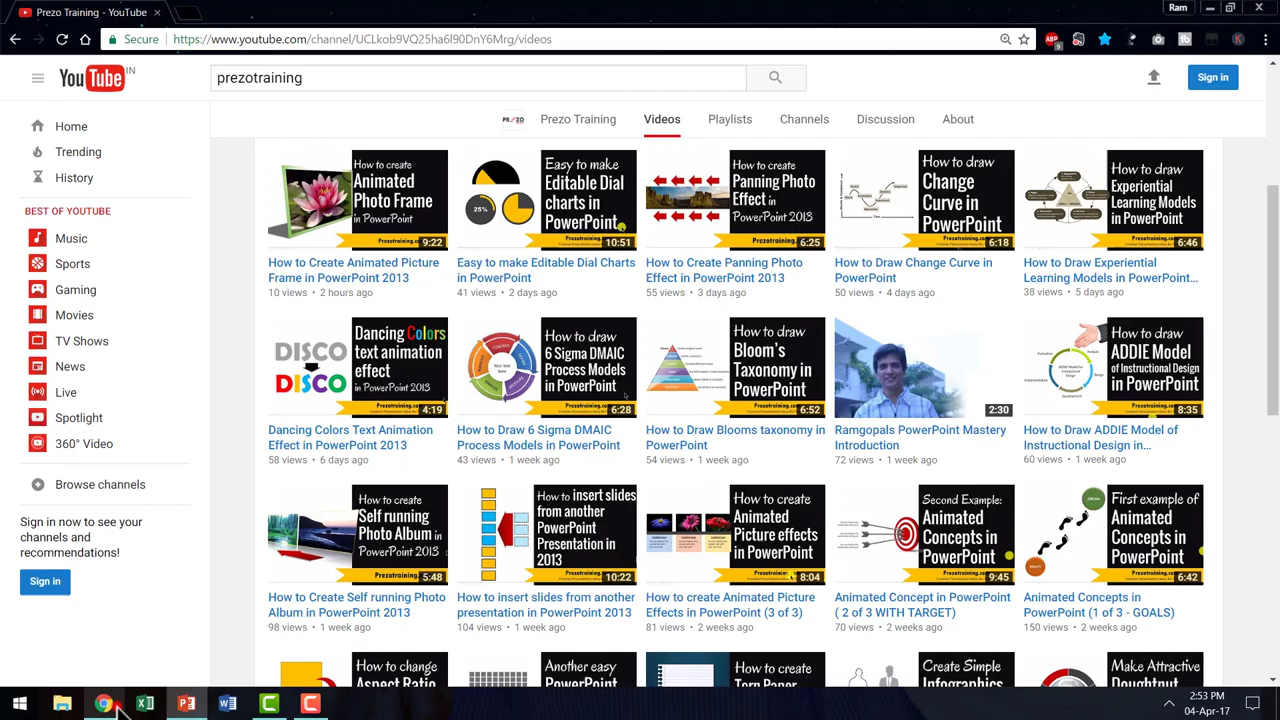 Prezo Training - YouTube
Ram
Secure https://www.youtube.com/channel/UCLkob9VQ25ha6l90DnY6Mrg/videos
YouTube IN
prezotraining
Sign in
Prezo Training Videos Playlists Channels Discussion About
Home
Trending
History
BEST OF YOUTUBE
Music
Sports
Gaming
Movies
TV Shows
News
Live
Spotlight
360° Video
Browse channels
Sign in now to see your
channels and
recommendations!
Sign in
How to create
Animated
Photo Frame
in PowerPoint
Prezotraining.
9:22
How to Create Animated Picture
Frame in PowerPoint 2013
10 views • 2 hours ago
25%
Easy to make
Editable Dial
charts in
PowerPoint
Prezotraining.
10:51
Easy to make Editable Dial Charts
in PowerPoint
41 views • 2 days ago
How to create
Panning Photo
Effect in
PowerPoint 2013
Prezotraining.
6:25
How to Create Panning Photo
Effect in PowerPoint 2013
55 views • 3 days ago
How to draw
Change
Curve in
PowerPoint
Prezotraining.
6:18
How to Draw Change Curve in
PowerPoint
50 views • 4 days ago
How to draw
Experiential
Learning Models
in PowerPoint
Prezotraining.
6:46
How to Draw Experiential
Learning Models in PowerPoint...
38 views • 5 days ago
DISCO
DISCO
Dancing Colors
text animation
effect
in PowerPoint 2013
Prezotraining.
4:19
Dancing Colors Text Animation
Effect in PowerPoint 2013
58 views • 6 days ago
How to draw
6 Sigma DMAIC
Process Models
in PowerPoint
Prezotraining.
6:28
How to Draw 6 Sigma DMAIC
Process Models in PowerPoint
43 views • 1 week ago
How to draw
Bloom's
Taxonomy in
PowerPoint
Prezotraining.
6:52
How to Draw Blooms taxonomy in
PowerPoint
54 views • 1 week ago
2:30
Ramgopals PowerPoint Mastery
Introduction
72 views • 1 week ago
How to draw
ADDIE Model
of Instructional Design
in PowerPoint
Prezotraining.
8:35
How to Draw ADDIE Model of
Instructional Design in...
60 views • 1 week ago
How to create
Self running
Photo Album
in PowerPoint 2013
Prezotraining.
5:48
How to Create Self running Photo
Album in PowerPoint 2013
98 views • 1 week ago
How to insert slides
from another
PowerPoint
Presentation in
2013
Prezotraining.
10:22
How to insert slides from another
presentation in PowerPoint 2013
104 views • 1 week ago
How to create
Animated
Picture effects
in PowerPoint
Prezotraining.
8:04
How to create Animated Picture
Effects in PowerPoint (3 of 3)
81 views • 2 weeks ago
Second Example:
Animated
Concepts in
PowerPoint
Prezotraining.
9:45
Animated Concept in PowerPoint
( 2 of 3 WITH TARGET)
70 views • 2 weeks ago
First example of
Animated
Concepts in
PowerPoint
Prezotraining.
6:42
Animated Concepts in
PowerPoint (1 of 3 - GOALS)
150 views • 2 weeks ago
How to change
Aspect Ratio
Another easy
PowerPoint
How to create
Torn Paper
Create Simple
Infographics
Make Attractive
Doughnut
2:53 PM
04-Apr-17